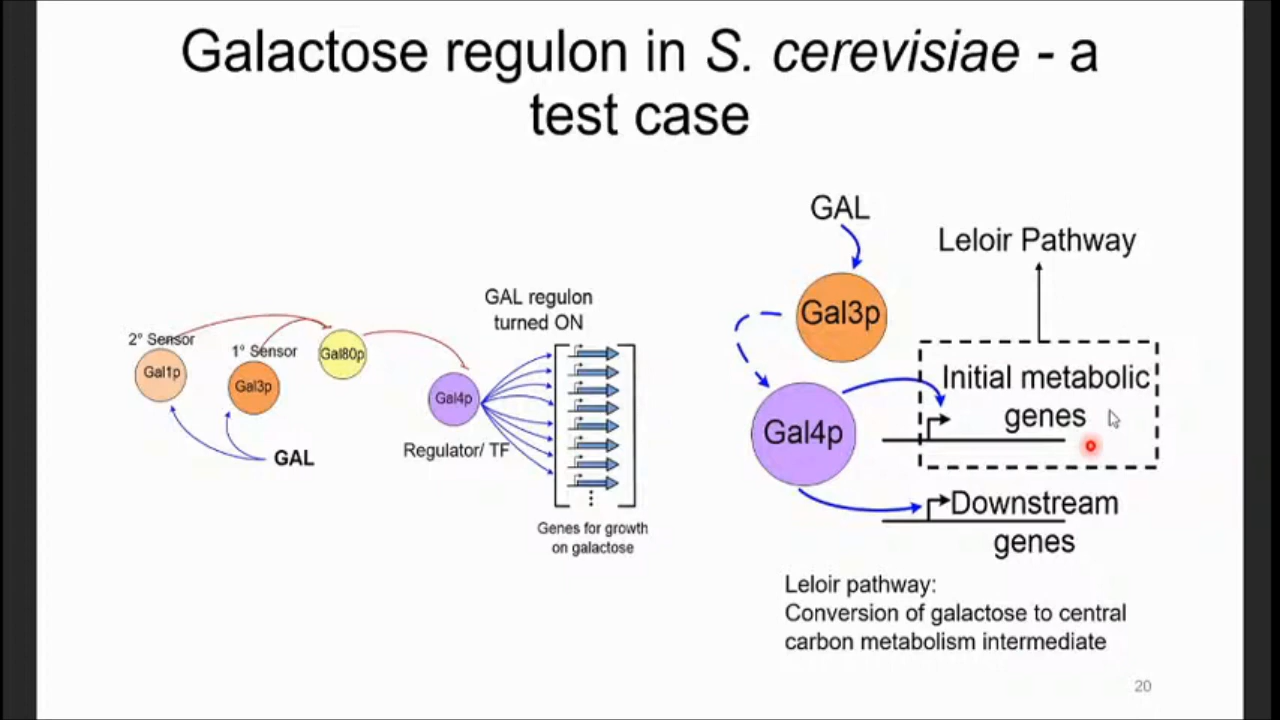 Galactose regulon in S. cerevisiae - a
test case
GAL regulon
turned ON
2° Sensor
Gal1p
1° Sensor
Gal3p
Gal80p
Gal4p
Regulator/ TF
GAL
Genes for growth
on galactose
GAL
Leloir Pathway
Gal3p
Initial metabolic
genes
Gal4p
Downstream
genes
Leloir pathway:
Conversion of galactose to central
carbon metabolism intermediate
20